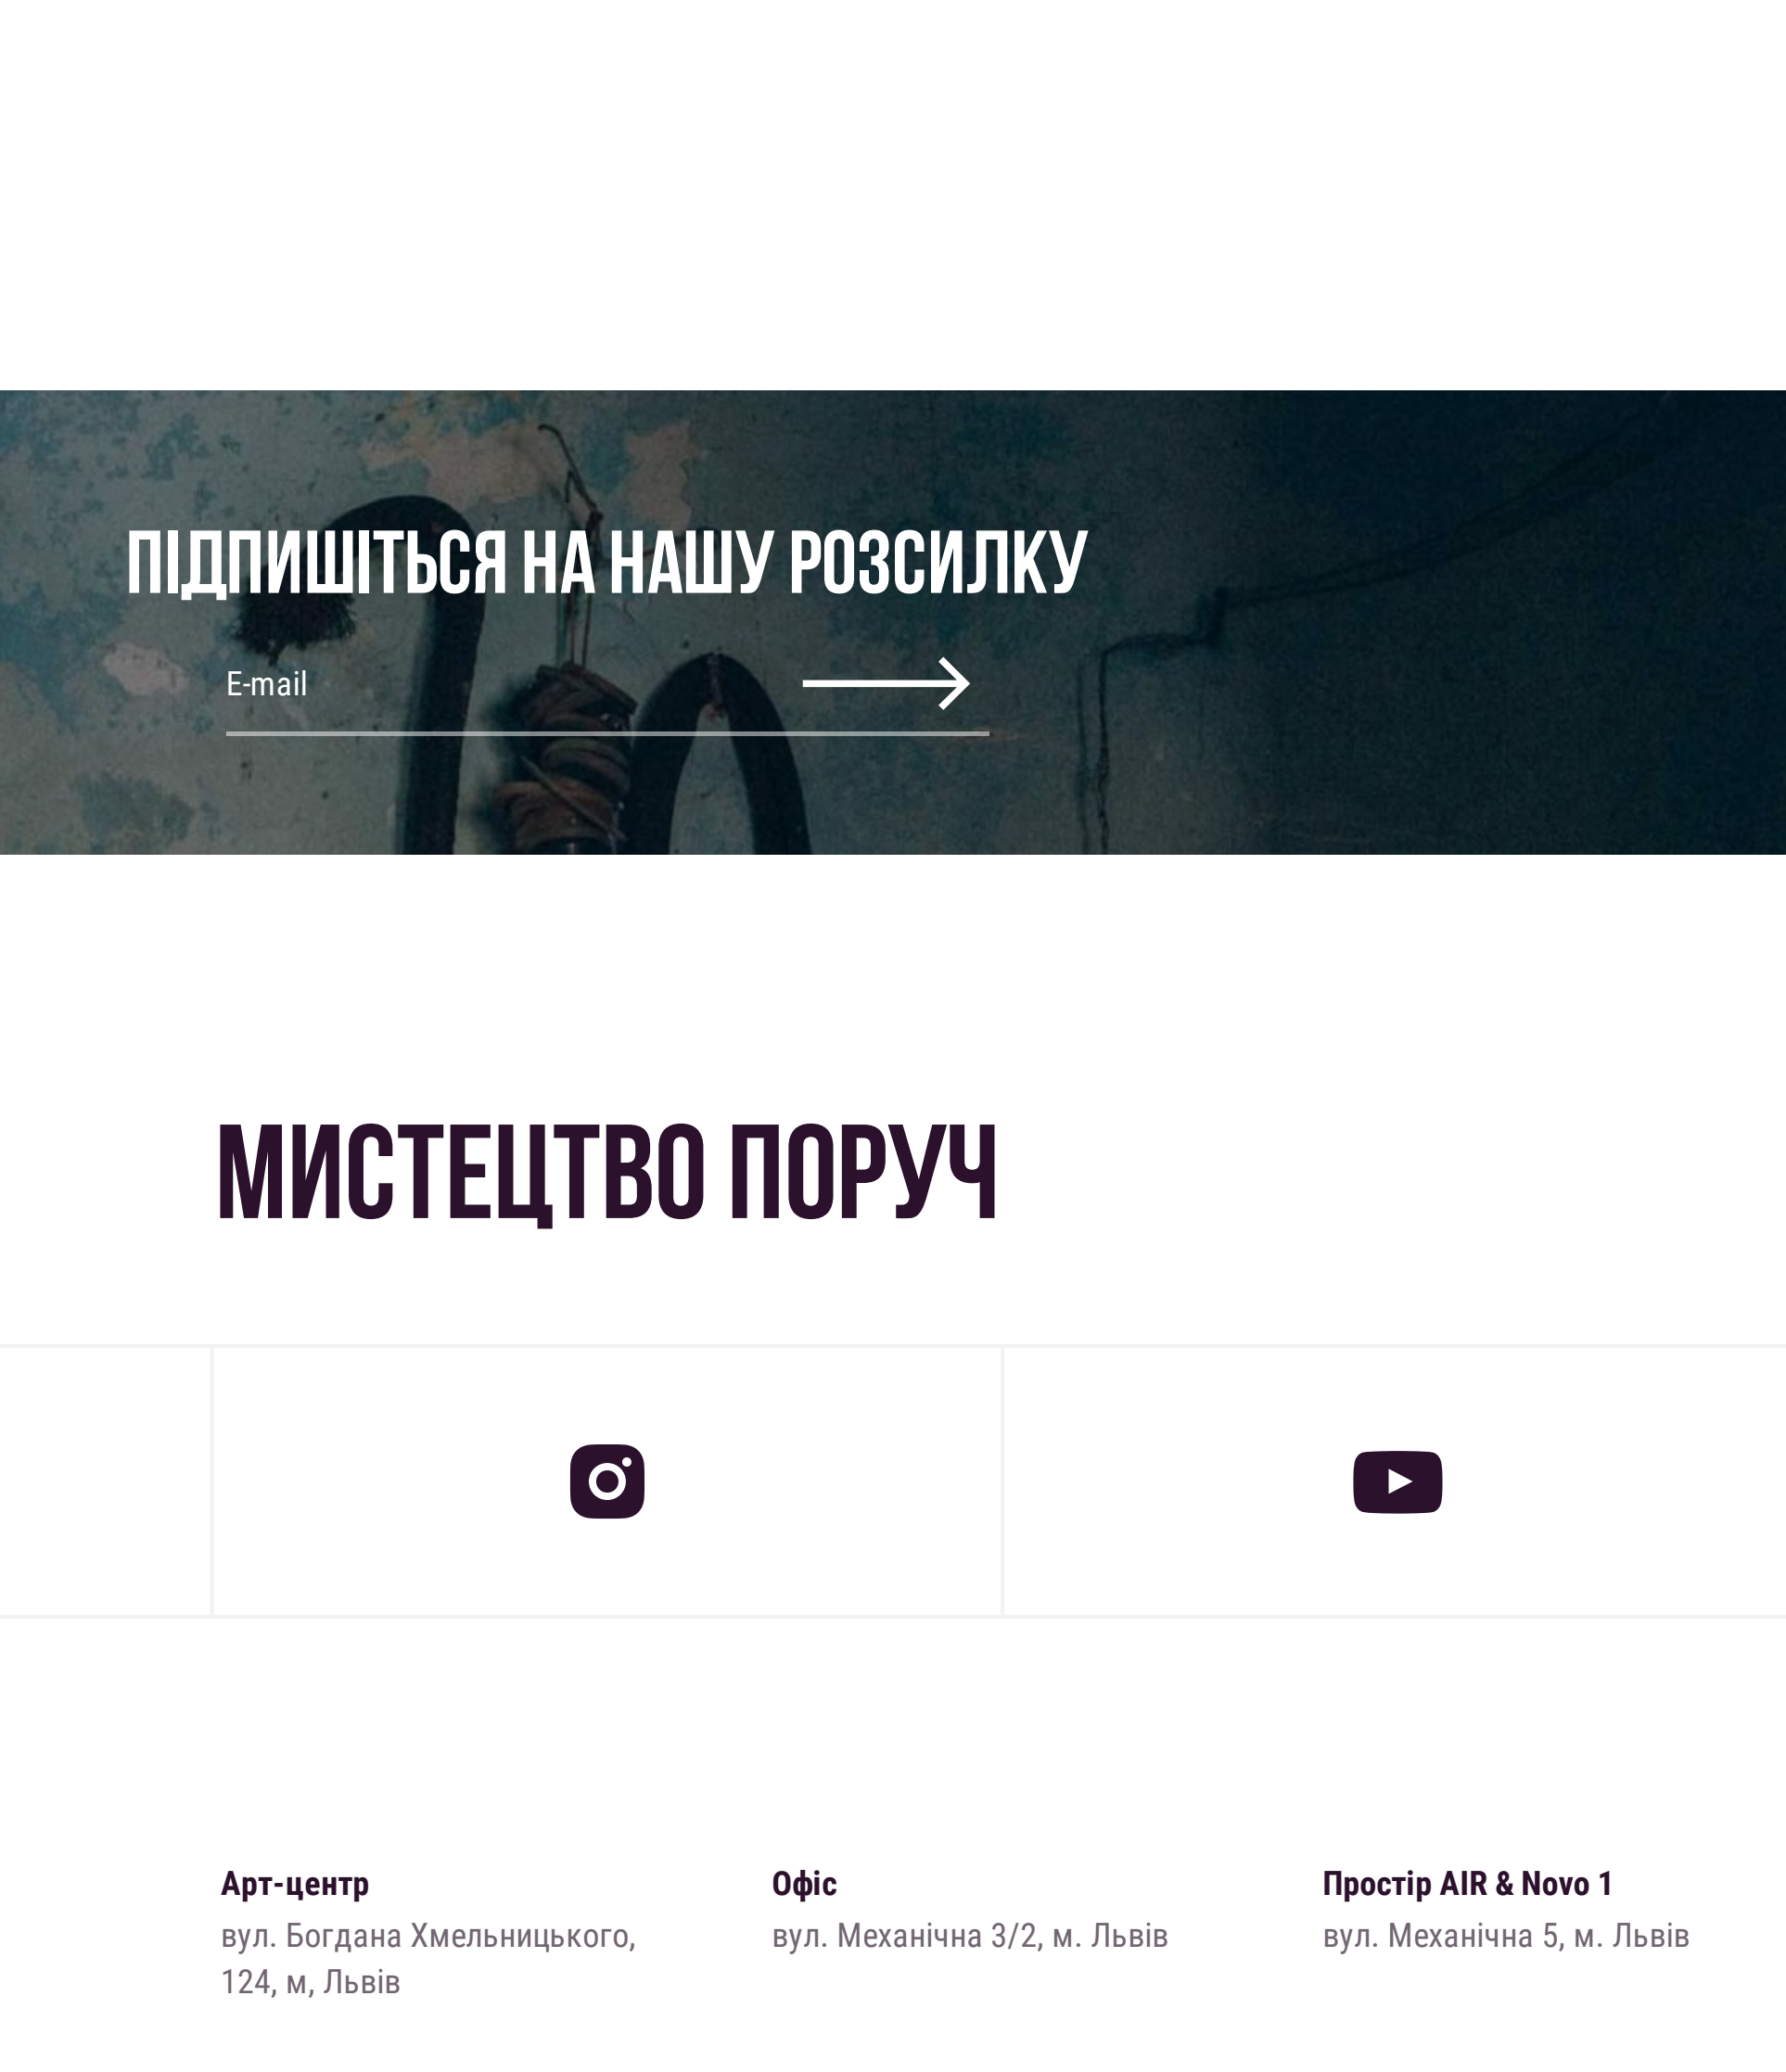 ПІДПИШІТЬСЯ НА НАШУ РОЗСИЛКУ
E-mail
МИСТЕЦТВО ПОРУЧ
Арт-центр
вул. Богдана Хмельницького,
124, м, Львів
Офіс
вул. Механічна 3/2, м. Львів
Простір AIR & Novo 1
вул. Механічна 5, м. Львів